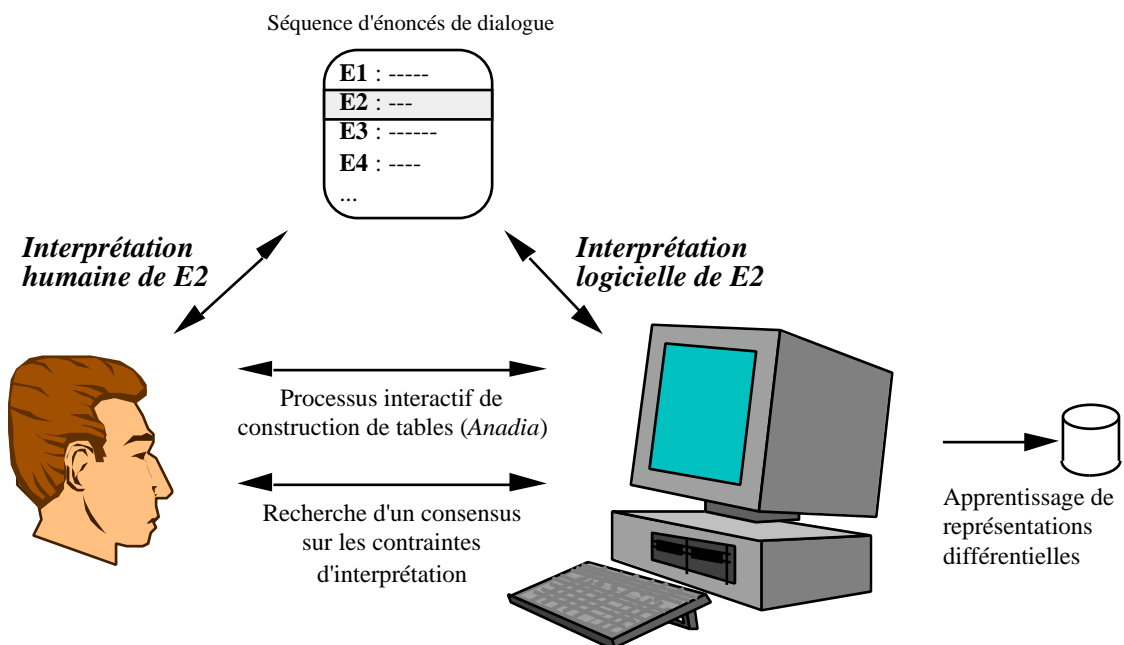 Séquence d'énoncés de dialogue
E1 : -----
E2 : ---
E3 : ------
E4 : ----
...
Interprétation
humaine de E2
Interprétation
logicielle de E2
Processus interactif de
construction de tables (Anadia)
Recherche d'un consensus
sur les contraintes
d'interprétation
Apprentissage de
représentations
différentielles